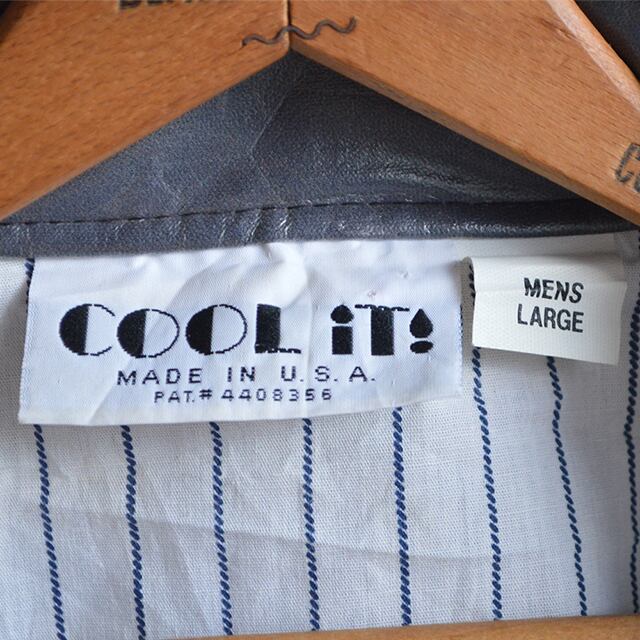 COOL iT!
MADE IN U.S.A.
PAT.# 4408356
MENS
LARGE